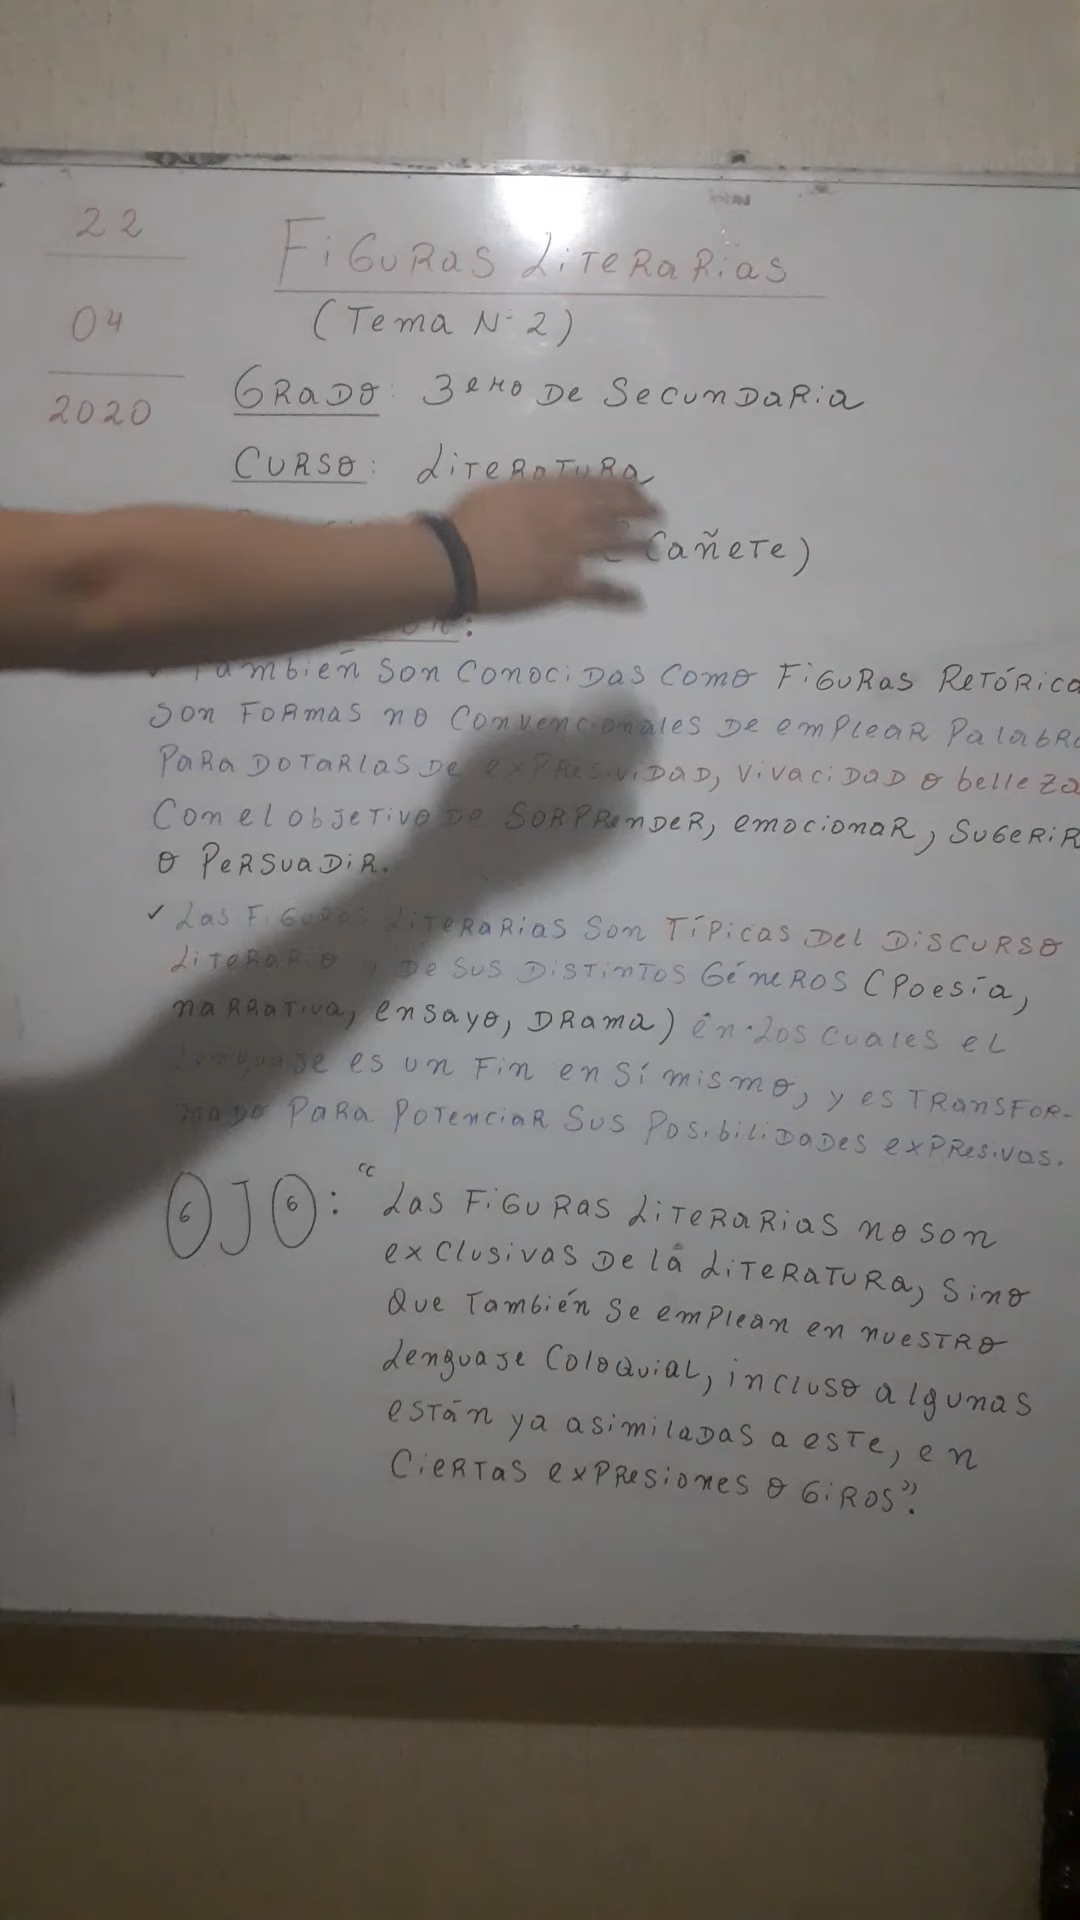 22
04
2020
FIGURAS LITERARIAS
(Tema N- 2)
GRADO: 3ero DE SECUNDARIA
CURSO: LITERATURA
Cañete)
También son conocidas como FIGURAS RETÓRICA
son FORMAS no convencionales DE emplear palabra
PARA DOTARLAS DE expresividad, vivacidad o belleza
Con el objetivo DE SORPRENDER, emocionar, SUGERIR
O PERSUADIR.
✓ Las FIGURAS LITERARIAS son Típicas Del DISCURSO
LITERARIO DE SUS DISTINTOS Géneros (Poesía,
narrativa, ensayo, DRAMA) en los cuales el
Lenguaje es un Fin en sí mismo, y es TRANSFOR-
mado PARA POTENCIAR SUS Posibilidades expresivas.
OJO: "Las FIGURAS LITERARIAS no son
exclusivas De la LITERATURA, sino
Que También se emplean en nuestro
Lenguaje Coloquial, incluso algunas
están ya asimiladas a este, en
CIERTAS expresiones o GIROS".